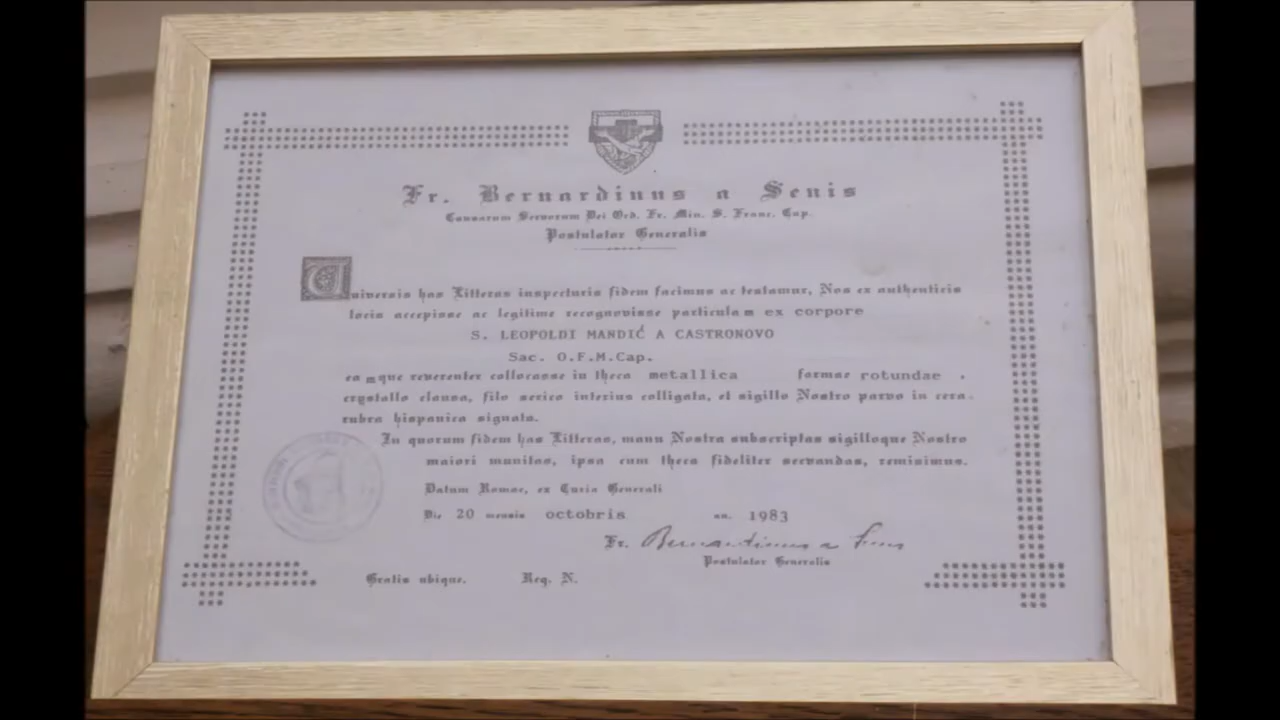 Fr. Bernardinus a Senis
Causarum Servorum Dei Ord. Fr. Min. S. Franc. Cap.
Postulator Generalis
Universis has Litteras inspecturis fidem facimus ac testamur, Nos ex authenticis
locis accepisse ac legitime recognovisse particulam ex corpore
S. LEOPOLDI MANDIĆ A CASTRONOVO
Sac. O.F.M.Cap.
eamque reverenter collocasse in theca metallica formae rotundae .
crystallo clausa, filo serico interius colligata, et sigillo Nostro parvo in cera
rubra hispanica signata.
In quorum fidem has Litteras, manu Nostra subscriptas sigilloque Nostro
maiori munitas, ipsa cum theca fideliter servandas, remisimus.
Datum Romae, ex Curia Generali
Die 20 mensis octobris an. 1983
Fr. Bernardinus a Senis
Postulator Generalis
Gratis ubique. Reg. N.